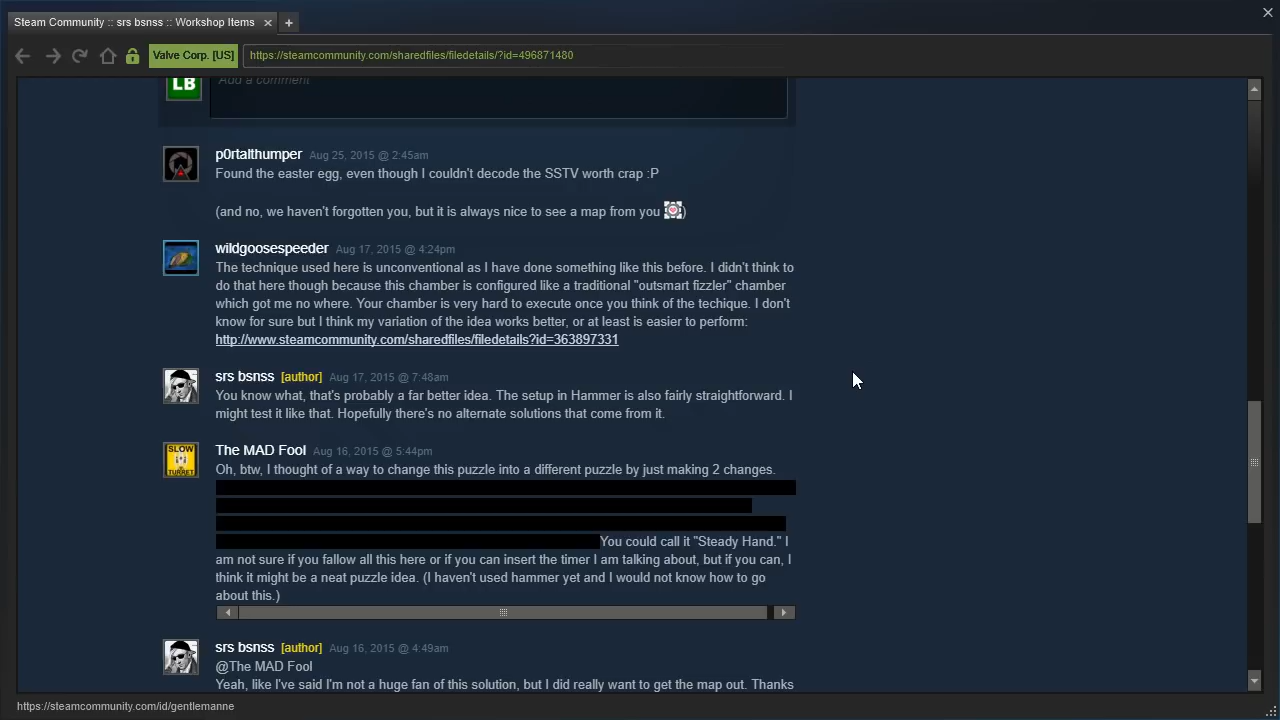 Steam Community :: srs bsnss :: Workshop Items
Valve Corp. [US]
https://steamcommunity.com/sharedfiles/filedetails/?id=496871480
LB
Add a comment
p0rtalthumper Aug 25, 2015 @ 2:45am
Found the easter egg, even though I couldn't decode the SSTV worth crap :P
(and no, we haven't forgotten you, but it is always nice to see a map from you )
wildgoosespeeder Aug 17, 2015 @ 4:24pm
The technique used here is unconventional as I have done something like this before. I didn't think to
do that here though because this chamber is configured like a traditional "outsmart fizzler" chamber
which got me no where. Your chamber is very hard to execute once you think of the techique. I don't
know for sure but I think my variation of the idea works better, or at least is easier to perform:
http://www.steamcommunity.com/sharedfiles/filedetails?id=363897331
srs bsnss [author] Aug 17, 2015 @ 7:48am
You know what, that's probably a far better idea. The setup in Hammer is also fairly straightforward. I
might test it like that. Hopefully there's no alternate solutions that come from it.
SLOW
TURRET
The MAD Fool Aug 16, 2015 @ 5:44pm
Oh, btw, I thought of a way to change this puzzle into a different puzzle by just making 2 changes.
You could call it "Steady Hand." I
am not sure if you fallow all this here or if you can insert the timer I am talking about, but if you can, I
think it might be a neat puzzle idea. (I haven't used hammer yet and I would not know how to go
about this.)
srs bsnss [author] Aug 16, 2015 @ 4:49am
@The MAD Fool
Yeah, like I've said I'm not a huge fan of this solution, but I did really want to get the map out. Thanks
https://steamcommunity.com/id/gentlemanne